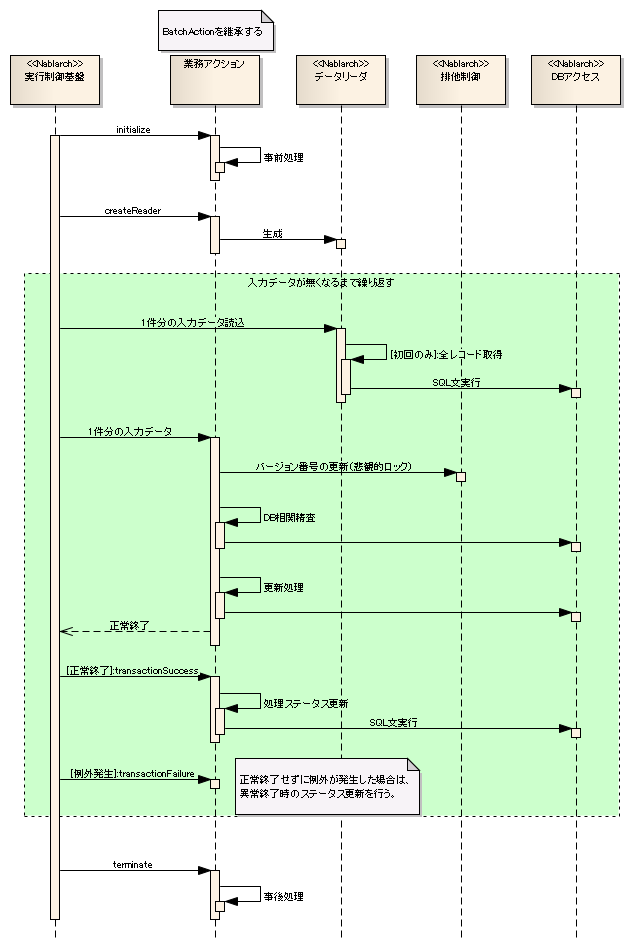 BatchActionを継承する
<<Nablarch>>
実行制御基盤
業務アクション
<<Nablarch>>
データリーダ
<<Nablarch>>
排他制御
<<Nablarch>>
DBアクセス
initialize
事前処理
createReader
生成
入力データが無くなるまで繰り返す
1件分の入力データ読込
[初回のみ]:全レコード取得
SQL文実行
1件分の入力データ
バージョン番号の更新(悲観的ロック)
DB相関精査
更新処理
正常終了
[正常終了]:transactionSuccess
処理ステータス更新
SQL文実行
[例外発生]:transactionFailure
正常終了せずに例外が発生した場合は、
異常終了時のステータス更新を行う。
terminate
事後処理